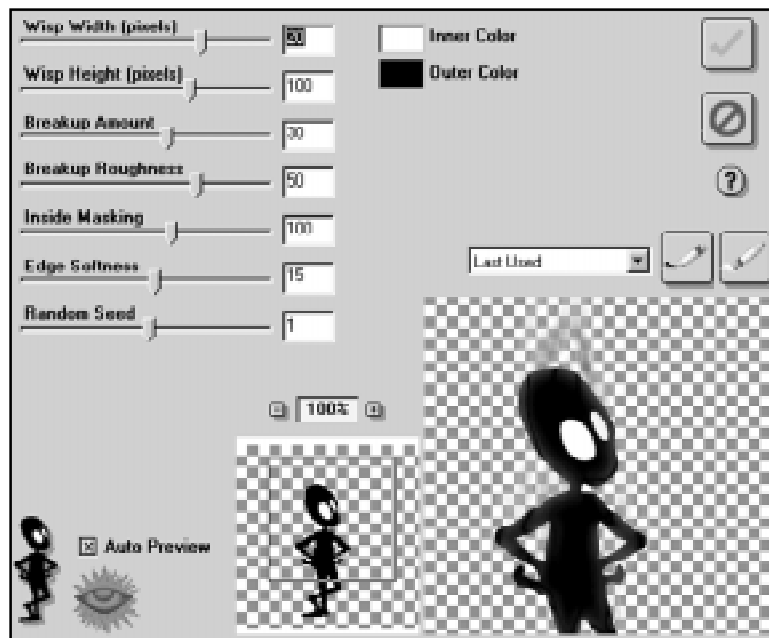 Wisp Width (pixels)
Inner Color
Wisp Height (pixels)
100
Outer Color
Breakup Amount
30
Breakup Roughness
50
?
Inside Masking
100
Edge Softness
15
Last Used
Random Seed
1
100%
Auto Preview